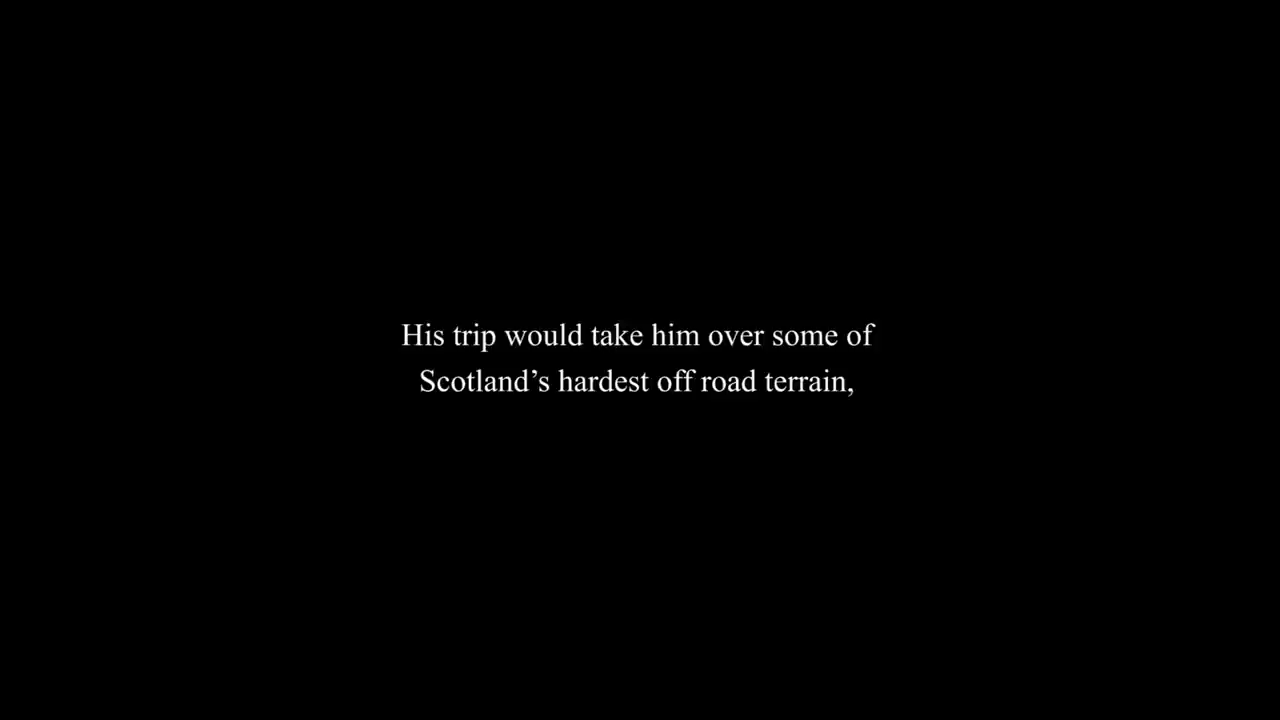 His trip would take him over some of
Scotland’s hardest off road terrain,